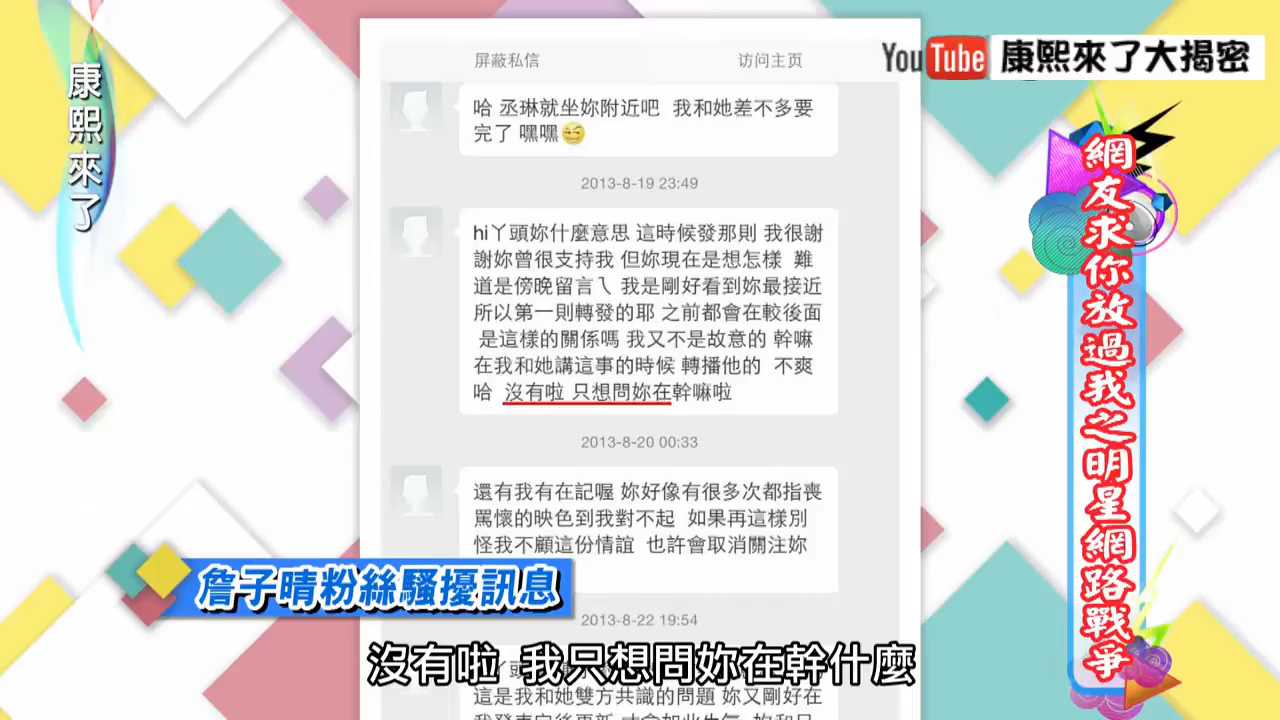 康熙來了
屏蔽私信
访问主页
YouTube 康熙來了大揭密
網友求你放過我之明星網路戰爭
哈 丞琳就坐妳附近吧 我和她差不多要
完了 嘿嘿
2013-8-19 23:49
hi丫頭妳什麼意思 這時候發那則 我很謝
謝妳曾很支持我 但妳現在是想怎樣 難
道是傍晚留言ㄟ 我是剛好看到妳最接近
所以第一則轉發的耶 之前都會在較後面
是這樣的關係嗎 我又不是故意的 幹嘛
在我和她講這事的時候 轉播他的 不爽
哈 沒有啦 只想問妳在幹嘛啦
2013-8-20 00:33
還有我有在記喔 妳好像有很多次都指喪
罵懷的映色到我對不起 如果再這樣別
怪我不顧這份情誼 也許會取消關注妳
詹子晴粉絲騷擾訊息
2013-8-22 19:54
丫頭
沒有啦 我只想問妳在幹什麼
這是我和她雙方共識的問題 妳又剛好在